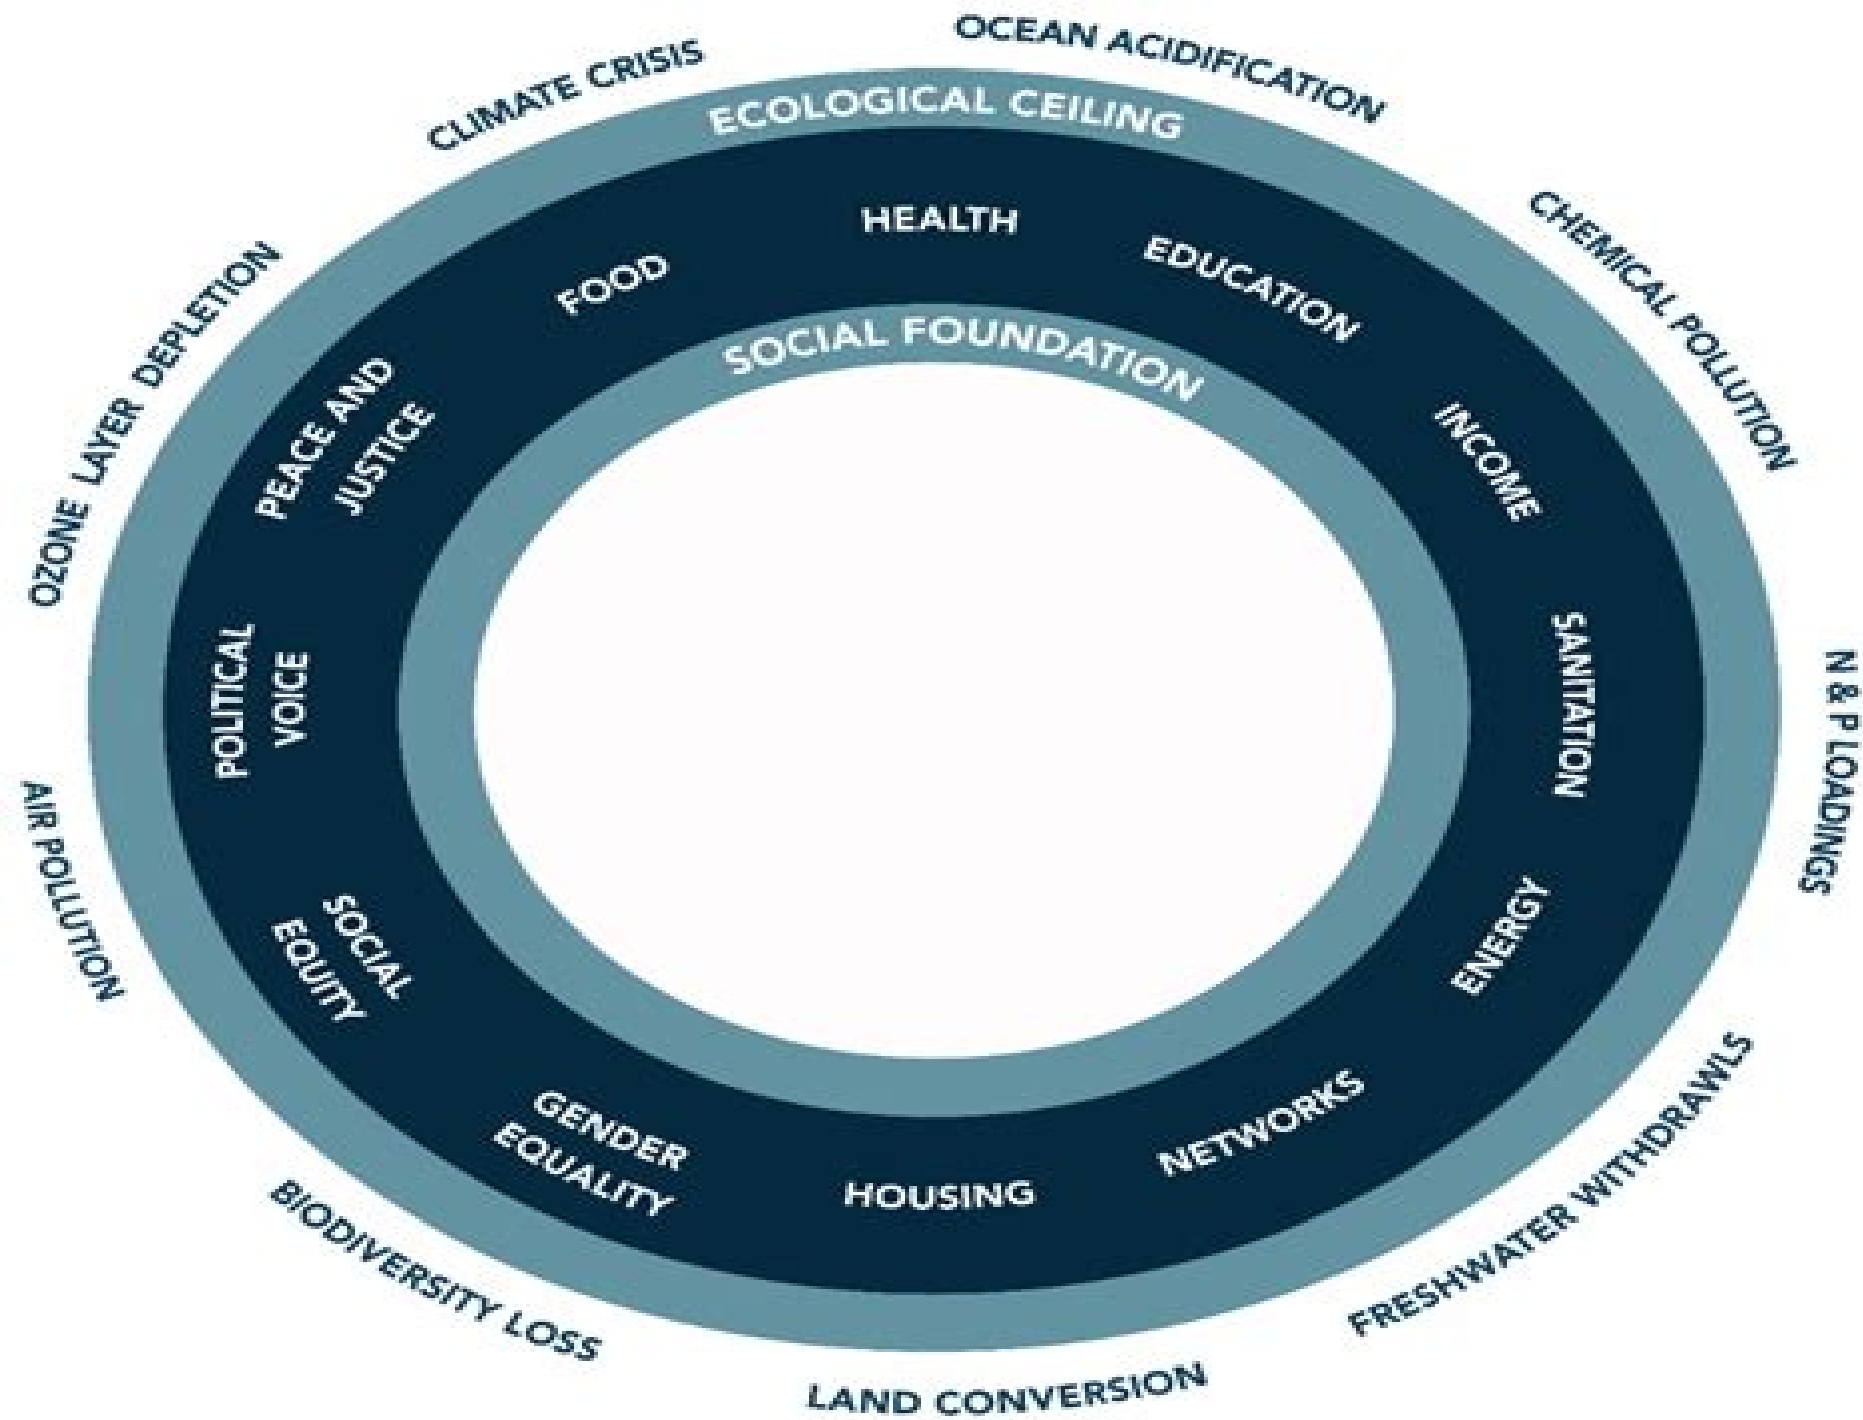 OCEAN ACIDIFICATION
CLIMATE CRISIS
ECOLOGICAL CEILING
CHEMICAL POLLUTION
HEALTH
EDUCATION
FOOD
OZONE LAYER DEPLETION
SOCIAL FOUNDATION
PEACE AND
JUSTICE
INCOME
POLITICAL
VOICE
SANITATION
N & P LOADINGS
AIR POLLUTION
SOCIAL
EQUITY
ENERGY
FRESHWATER WITHDRAWLS
NETWORKS
GENDER
EQUALITY
HOUSING
BIODIVERSITY LOSS
LAND CONVERSION